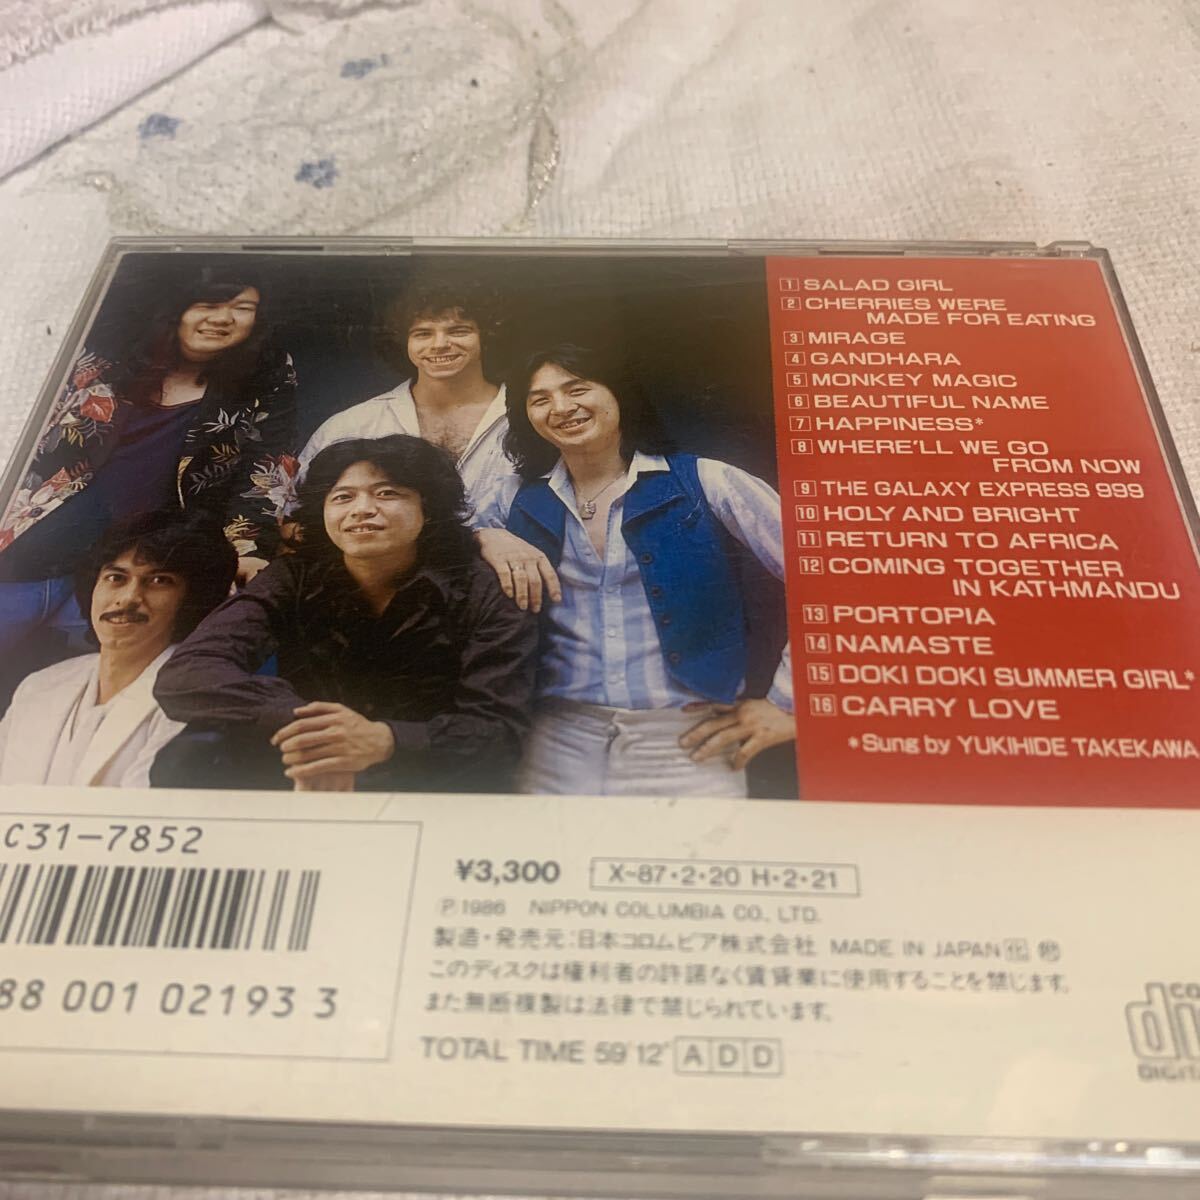 1 SALAD GIRL
2 CHERRIES WERE
MADE FOR EATING
3 MIRAGE
4 GANDHARA
5 MONKEY MAGIC
6 BEAUTIFUL NAME
7 HAPPINESS*
8 WHERE'LL WE GO
FROM NOW
9 THE GALAXY EXPRESS 999
10 HOLY AND BRIGHT
11 RETURN TO AFRICA
12 COMING TOGETHER
IN KATHMANDU
13 PORTOPIA
14 NAMASTE
15 DOKI DOKI SUMMER GIRL*
16 CARRY LOVE
*Sung by YUKIHIDE TAKEKAWA
C31-7852
88 001 02193 3
¥3,300 X-87・2・20 H・2・21
℗1986 NIPPON COLUMBIA CO., LTD.
製造・発売元:日本コロムビア株式会社 MADE IN JAPAN
このディスクは権利者の許諾なく賃貸業に使用することを禁じます。
また無断複製は法律で禁じられています。
TOTAL TIME 59'12" A D D
CO
di
DIGITA